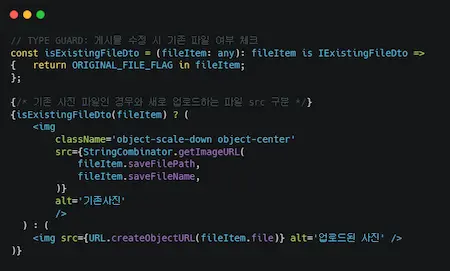 // TYPE GUARD: 게시물 수정 시 기존 파일 여부 체크
const isExistingFileDto = (fileItem: any): fileItem is IExistingFileDto =>
{   return ORIGINAL_FILE_FLAG in fileItem;
};
{/* 기존 사진 파일인 경우와 새로 업로드하는 파일 src 구분 */}
{isExistingFileDto(fileItem) ? (
    <img
        className='object-scale-down object-center'
        src={StringCombinator.getImageURL(
            fileItem.saveFilePath,
            fileItem.saveFileName,
        )}
        alt='기존사진'
        />
  ) : (
    <img src={URL.createObjectURL(fileItem.file)} alt='업로드된 사진' />
)}